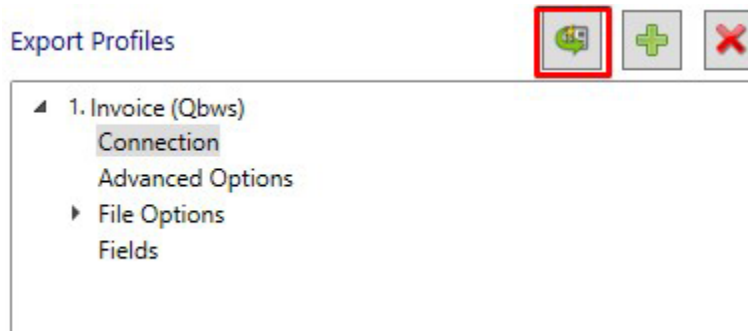 Export Profiles
1. Invoice (Qbws)
Connection
Advanced Options
File Options
Fields